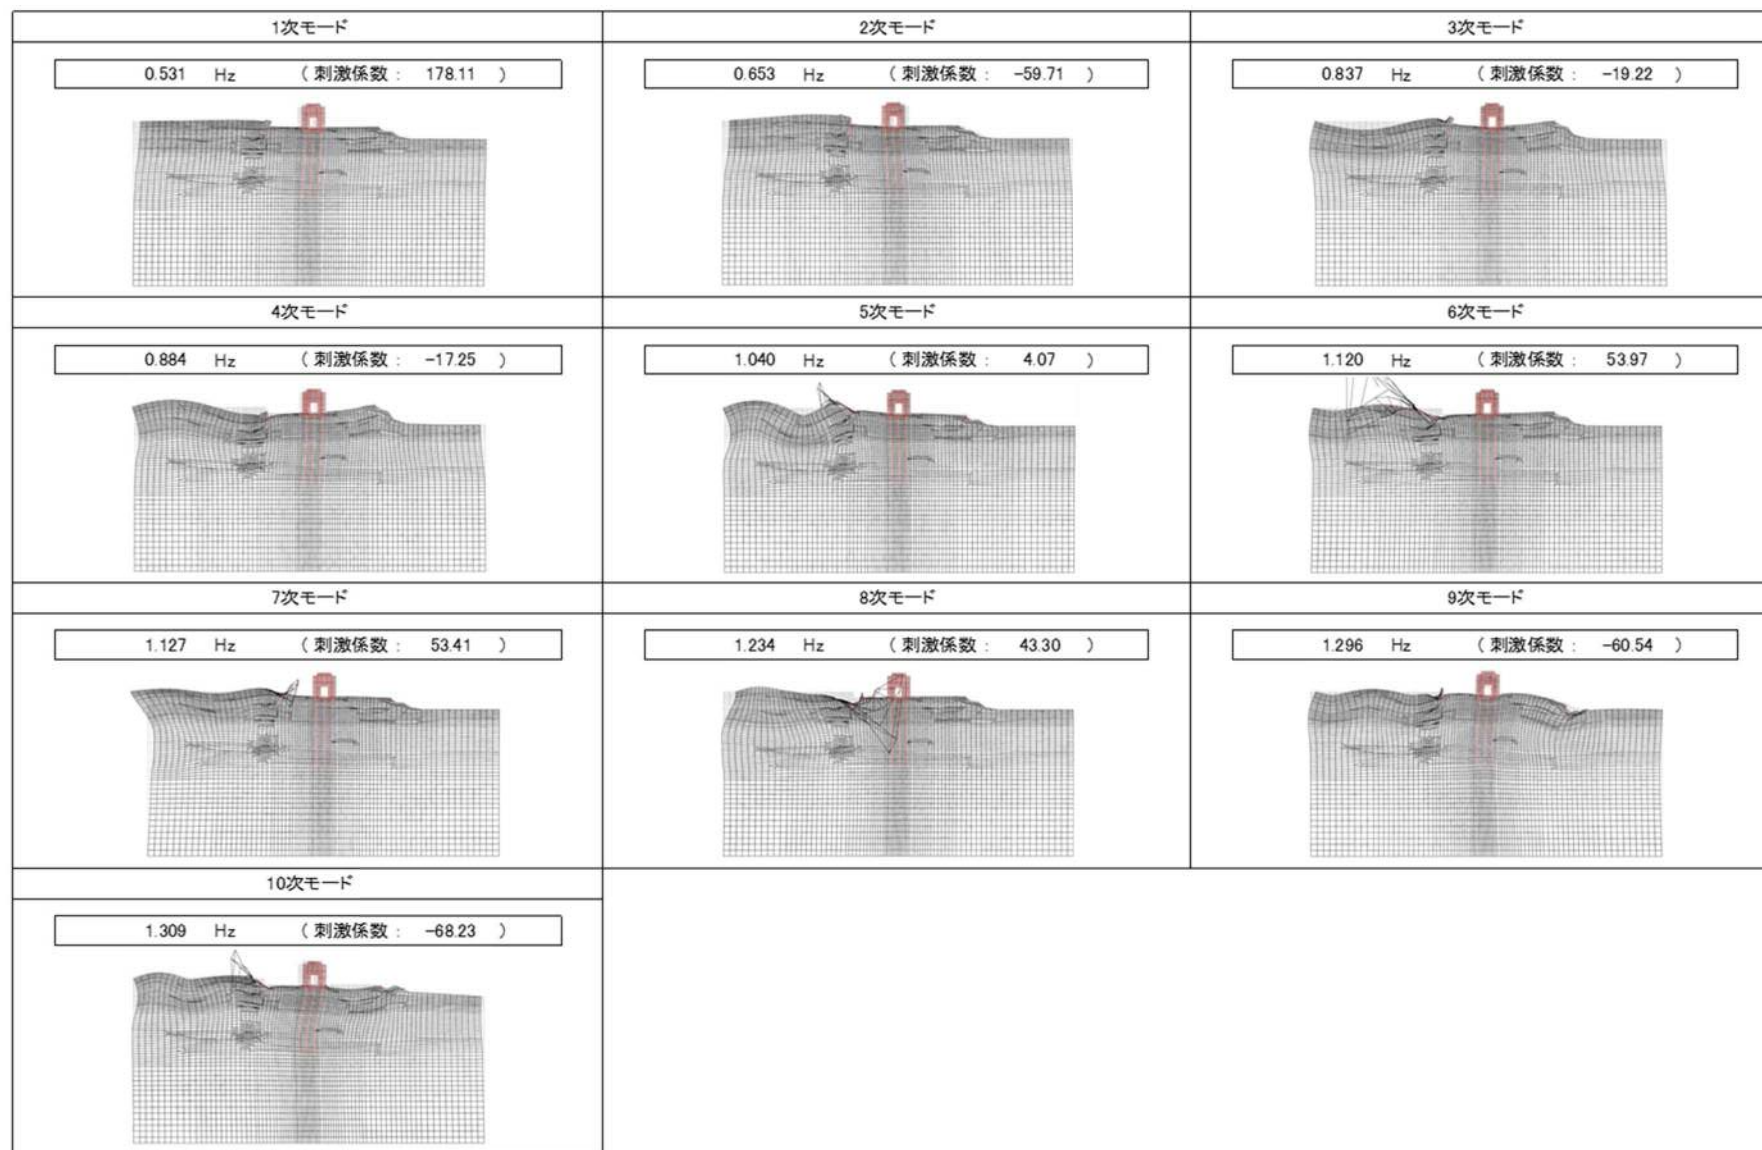 1次モード
2次モード
3次モード
0.531 Hz （ 刺激係数 : 178.11 ）
0.653 Hz （ 刺激係数 : -59.71 ）
0.837 Hz （ 刺激係数 : -19.22 ）
4次モード
5次モード
6次モード
0.884 Hz （ 刺激係数 : -17.25 ）
1.040 Hz （ 刺激係数 : 4.07 ）
1.120 Hz （ 刺激係数 : 53.97 ）
7次モード
8次モード
9次モード
1.127 Hz （ 刺激係数 : 53.41 ）
1.234 Hz （ 刺激係数 : 43.30 ）
1.296 Hz （ 刺激係数 : -60.54 ）
10次モード
1.309 Hz （ 刺激係数 : -68.23 ）